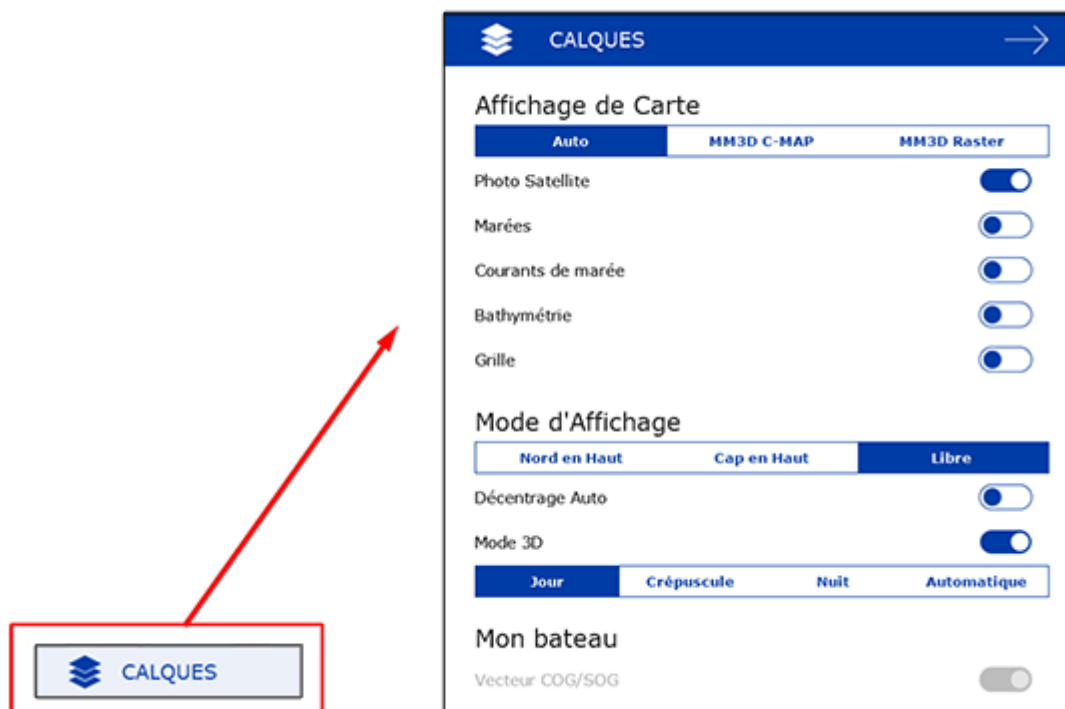 CALQUES
Affichage de Carte
Auto MM3D C-MAP MM3D Raster
Photo Satellite
Marées
Courants de marée
Bathymétrie
Grille
Mode d'Affichage
Nord en Haut Cap en Haut Libre
Décentrage Auto
Mode 3D
Jour Crépuscule Nuit Automatique
Mon bateau
Vecteur COG/SOG
CALQUES